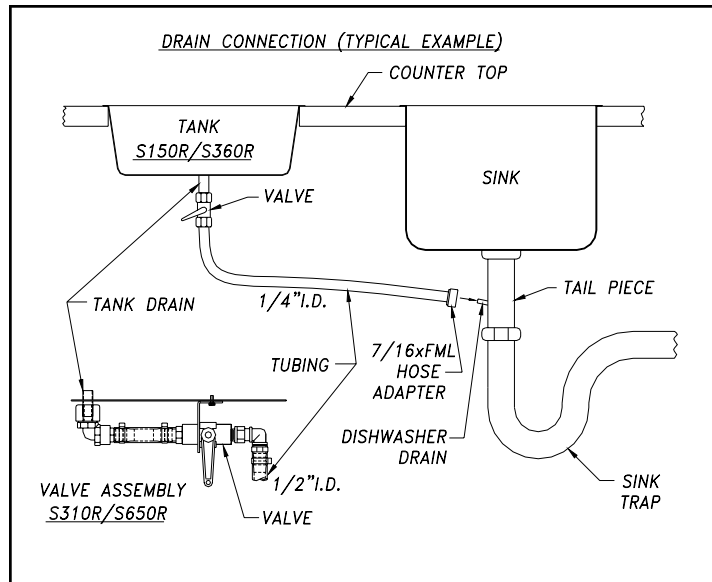 DRAIN CONNECTION (TYPICAL EXAMPLE)
COUNTER TOP
TANK
S150R/S360R
SINK
VALVE
TANK DRAIN
1/4"I.D.
TAIL PIECE
TUBING
7/16xFML
HOSE
ADAPTER
DISHWASHER
DRAIN
1/2"I.D.
VALVE ASSEMBLY
S310R/S650R
VALVE
SINK
TRAP